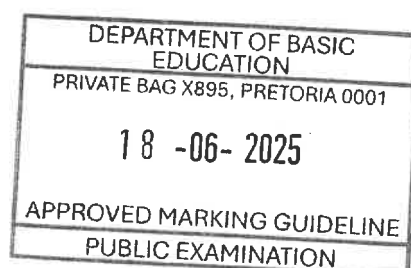 DEPARTMENT OF BASIC
EDUCATION
PRIVATE BAG X895, PRETORIA 0001
18 -06- 2025
APPROVED MARKING GUIDELINE
PUBLIC EXAMINATION